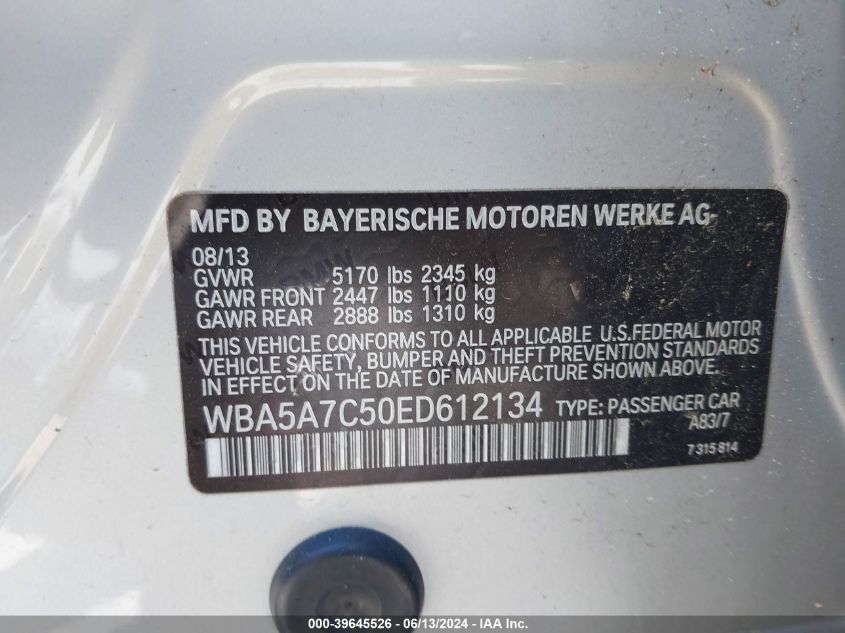 MFD BY BAYERISCHE MOTOREN WERKE AG
08/13
GVWR 5170 lbs 2345 kg
GAWR FRONT 2447 lbs 1110 kg
GAWR REAR 2888 lbs 1310 kg
THIS VEHICLE CONFORMS TO ALL APPLICABLE U.S.FEDERAL MOTOR
VEHICLE SAFETY, BUMPER AND THEFT PREVENTION STANDARDS
IN EFFECT ON THE DATE OF MANUFACTURE SHOWN ABOVE.
WBA5A7C50ED612134 TYPE: PASSENGER CAR
A83/7
7 315 814
000-39645526 - 06/13/2024 - IAA Inc.